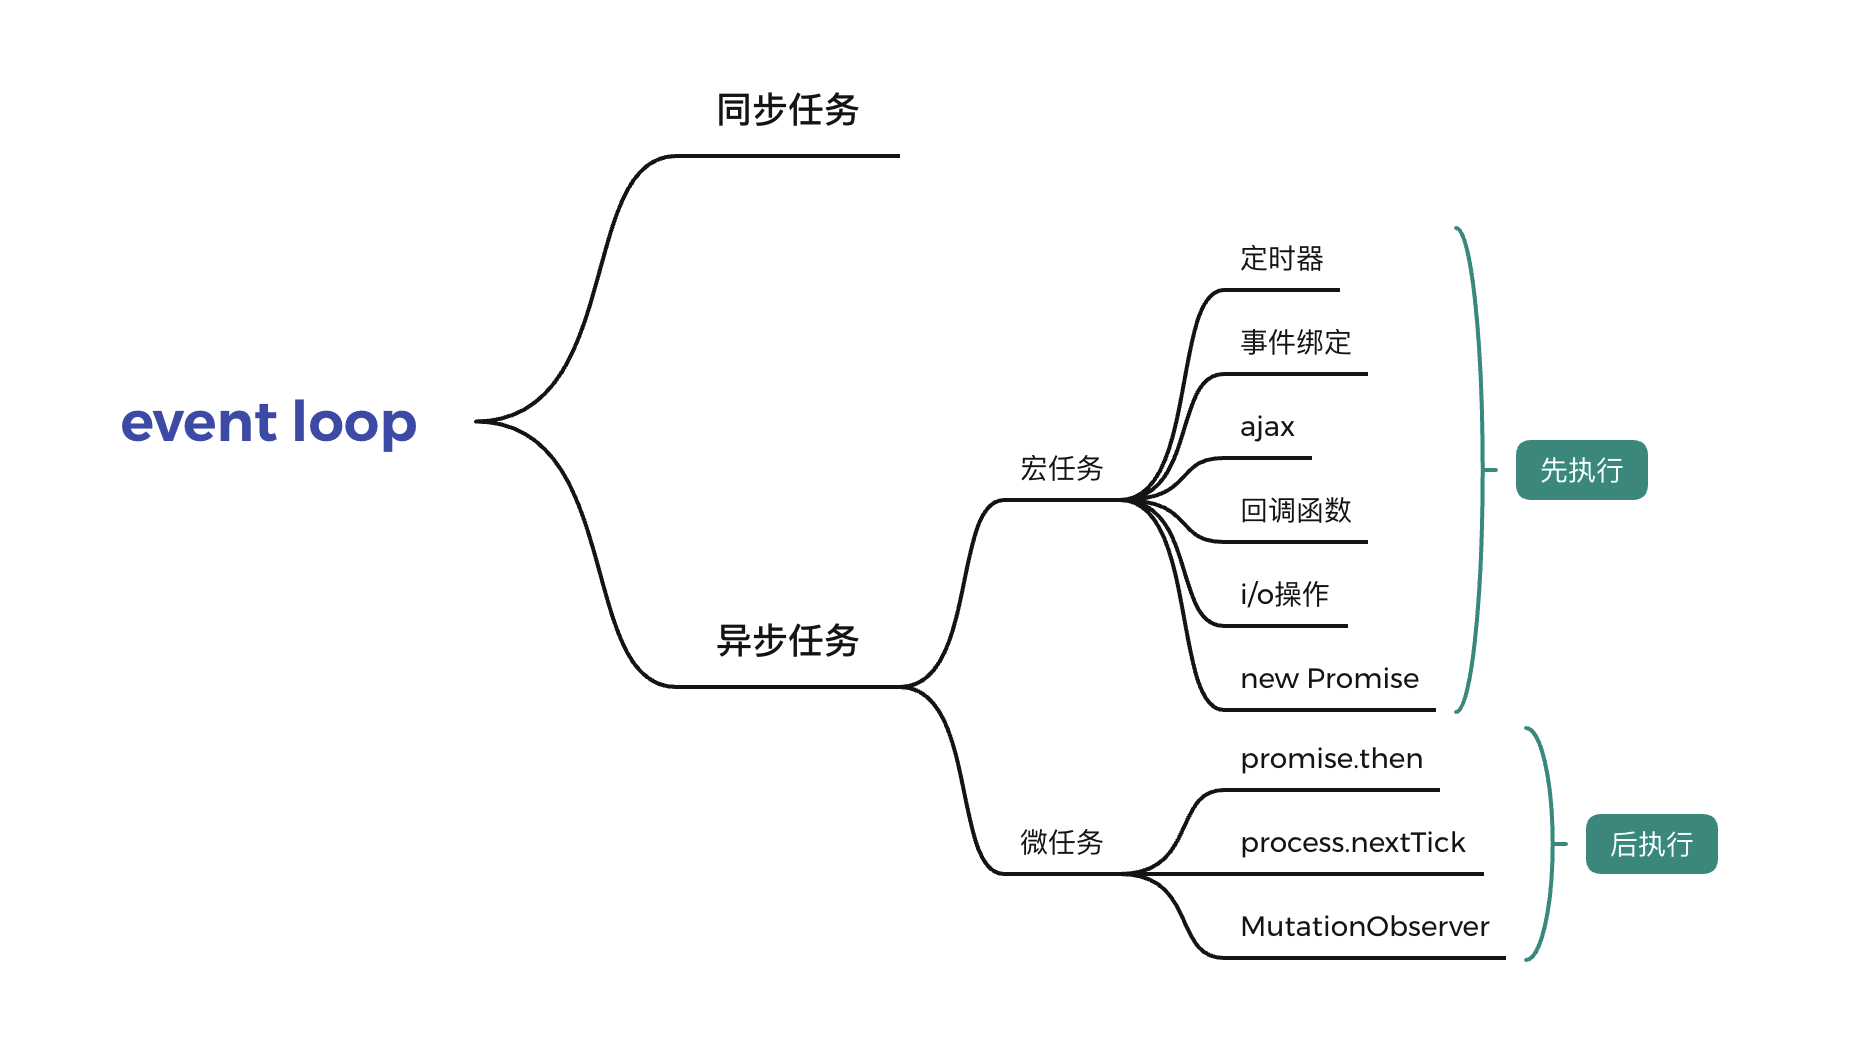 event loop
同步任务
异步任务
宏任务
定时器
事件绑定
ajax
回调函数
i/o操作
new Promise
先执行
微任务
promise.then
process.nextTick
MutationObserver
后执行